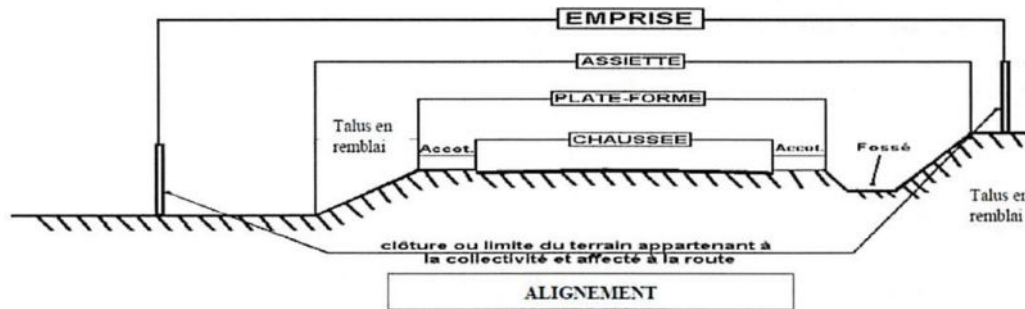 EMPRISE
ASSIETTE
PLATE-FORME
Talus en
remblai
CHAUSSEE
Accot.
Accot.
Fossé
Talus en
remblai
clôture ou limite du terrain appartenant à
la collectivité et affecté à la route
ALIGNEMENT